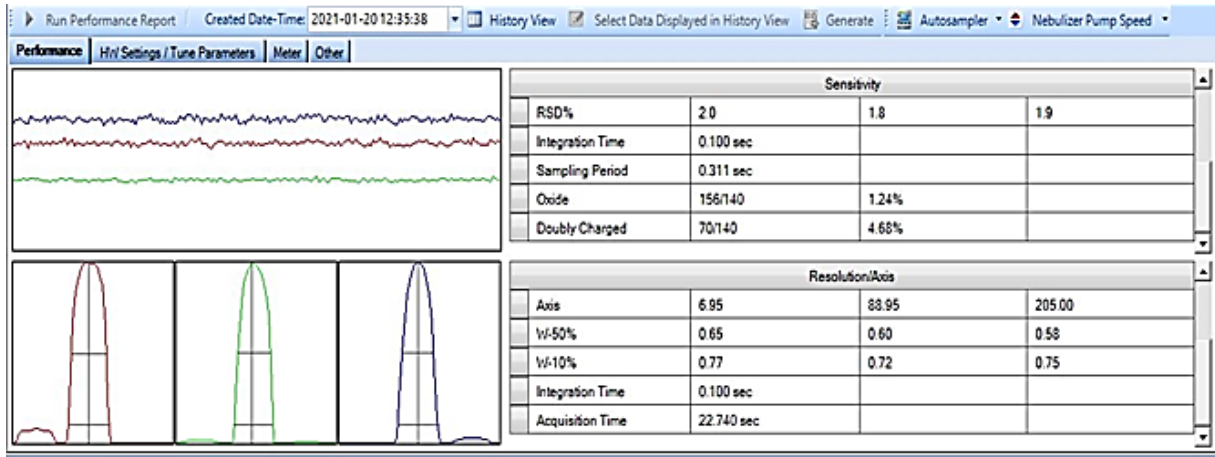 Run Performance Report Created Date-Time: 2021-01-20 12:35:38 History View Select Data Displayed in History View Generate Autosampler Nebulizer Pump Speed
Performance HW Settings / Tune Parameters Meter Other
Sensitivity
RSD% 2.0 1.8 1.9
Integration Time 0.100 sec
Sampling Period 0.311 sec
Oxide 156/140 1.24%
Doubly Charged 70/140 4.68%
Resolution/Axis
Axis 6.95 88.95 205.00
W-50% 0.65 0.60 0.58
W-10% 0.77 0.72 0.75
Integration Time 0.100 sec
Acquisition Time 22.740 sec